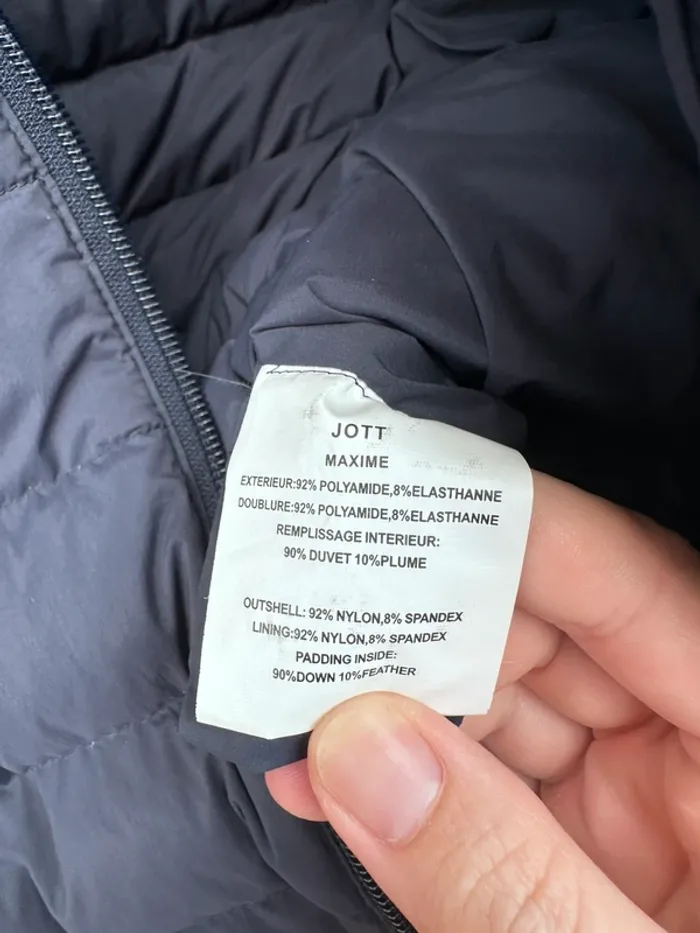 JOTT
MAXIME
EXTERIEUR:92% POLYAMIDE,8%ELASTHANNE
DOUBLURE:92% POLYAMIDE,8%ELASTHANNE
REMPLISSAGE INTERIEUR:
90% DUVET 10%PLUME
OUTSHELL: 92% NYLON,8% SPANDEX
LINING:92% NYLON,8% SPANDEX
PADDING INSIDE:
90%DOWN 10%FEATHER